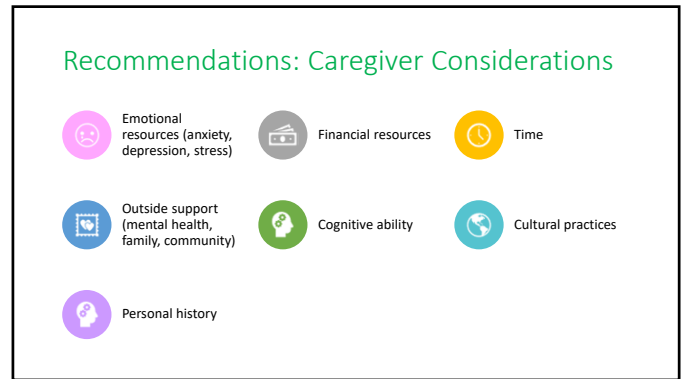 Recommendations: Caregiver Considerations
Emotional
resources (anxiety,
depression, stress)
Financial resources
Time
Outside support
(mental health,
family, community)
Cognitive ability
Cultural practices
Personal history